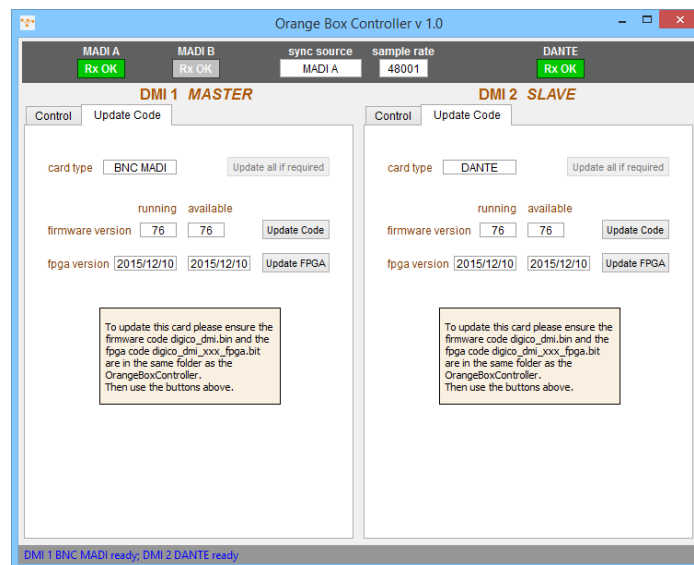 Orange Box Controller v 1.0
MADI A MADI B sync source sample rate DANTE
Rx OK Rx OK MADI A 48001 Rx OK
DMI 1 MASTER DMI 2 SLAVE
Control Update Code Control Update Code
card type BNC MADI Update all if required card type DANTE Update all if required
running available running available
firmware version 76 76 Update Code firmware version 76 76 Update Code
fpga version 2015/12/10 2015/12/10 Update FPGA fpga version 2015/12/10 2015/12/10 Update FPGA
To update this card please ensure the
firmware code digico_dmi.bin and the
fpga code digico_dmi_xxx_fpga.bit
are in the same folder as the
OrangeBoxController.
Then use the buttons above.
To update this card please ensure the
firmware code digico_dmi.bin and the
fpga code digico_dmi_xxx_fpga.bit
are in the same folder as the
OrangeBoxController.
Then use the buttons above.
DMI 1 BNC MADI ready; DMI 2 DANTE ready